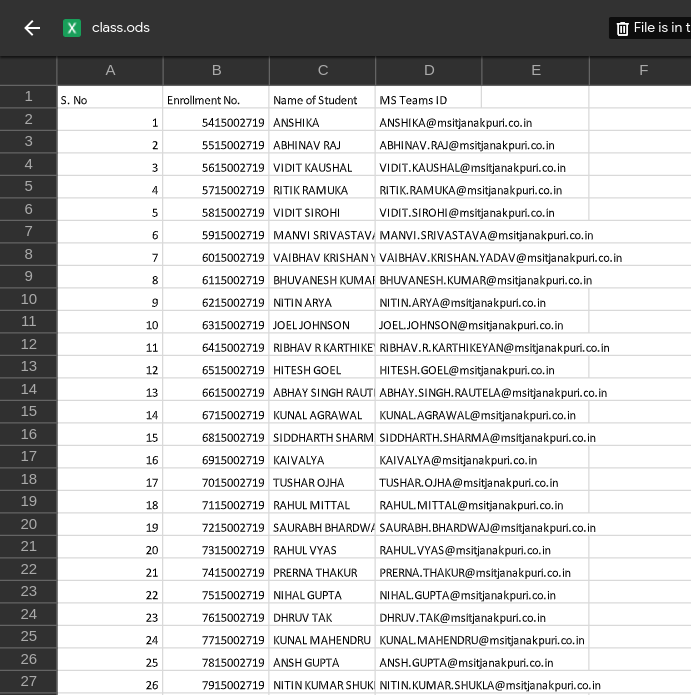 class.ods
File is in t
A B C D E F
1 S. No Enrollment No. Name of Student MS Teams ID
2 1 5415002719 ANSHIKA ANSHIKA@msitjanakpuri.co.in
3 2 5515002719 ABHINAV RAJ ABHINAV.RAJ@msitjanakpuri.co.in
4 3 5615002719 VIDIT KAUSHAL VIDIT.KAUSHAL@msitjanakpuri.co.in
5 4 5715002719 RITIK RAMUKA RITIK.RAMUKA@msitjanakpuri.co.in
6 5 5815002719 VIDIT SIROHI VIDIT.SIROHI@msitjanakpuri.co.in
7 6 5915002719 MANVI SRIVASTAVA MANVI.SRIVASTAVA@msitjanakpuri.co.in
8 7 6015002719 VAIBHAV KRISHAN Y VAIBHAV.KRISHAN.YADAV@msitjanakpuri.co.in
9 8 6115002719 BHUVANESH KUMAR BHUVANESH.KUMAR@msitjanakpuri.co.in
10 9 6215002719 NITIN ARYA NITIN.ARYA@msitjanakpuri.co.in
11 10 6315002719 JOEL JOHNSON JOEL.JOHNSON@msitjanakpuri.co.in
12 11 6415002719 RIBHAV R KARTHIKEY RIBHAV.R.KARTHIKEYAN@msitjanakpuri.co.in
13 12 6515002719 HITESH GOEL HITESH.GOEL@msitjanakpuri.co.in
14 13 6615002719 ABHAY SINGH RAUTE ABHAY.SINGH.RAUTELA@msitjanakpuri.co.in
15 14 6715002719 KUNAL AGRAWAL KUNAL.AGRAWAL@msitjanakpuri.co.in
16 15 6815002719 SIDDHARTH SHARM SIDDHARTH.SHARMA@msitjanakpuri.co.in
17 16 6915002719 KAIVALYA KAIVALYA@msitjanakpuri.co.in
18 17 7015002719 TUSHAR OJHA TUSHAR.OJHA@msitjanakpuri.co.in
19 18 7115002719 RAHUL MITTAL RAHUL.MITTAL@msitjanakpuri.co.in
20 19 7215002719 SAURABH BHARDWA SAURABH.BHARDWAJ@msitjanakpuri.co.in
21 20 7315002719 RAHUL VYAS RAHUL.VYAS@msitjanakpuri.co.in
22 21 7415002719 PRERNA THAKUR PRERNA.THAKUR@msitjanakpuri.co.in
23 22 7515002719 NIHAL GUPTA NIHAL.GUPTA@msitjanakpuri.co.in
24 23 7615002719 DHRUV TAK DHRUV.TAK@msitjanakpuri.co.in
25 24 7715002719 KUNAL MAHENDRU KUNAL.MAHENDRU@msitjanakpuri.co.in
26 25 7815002719 ANSH GUPTA ANSH.GUPTA@msitjanakpuri.co.in
27 26 7915002719 NITIN KUMAR SHUK NITIN.KUMAR.SHUKLA@msitjanakpuri.co.in